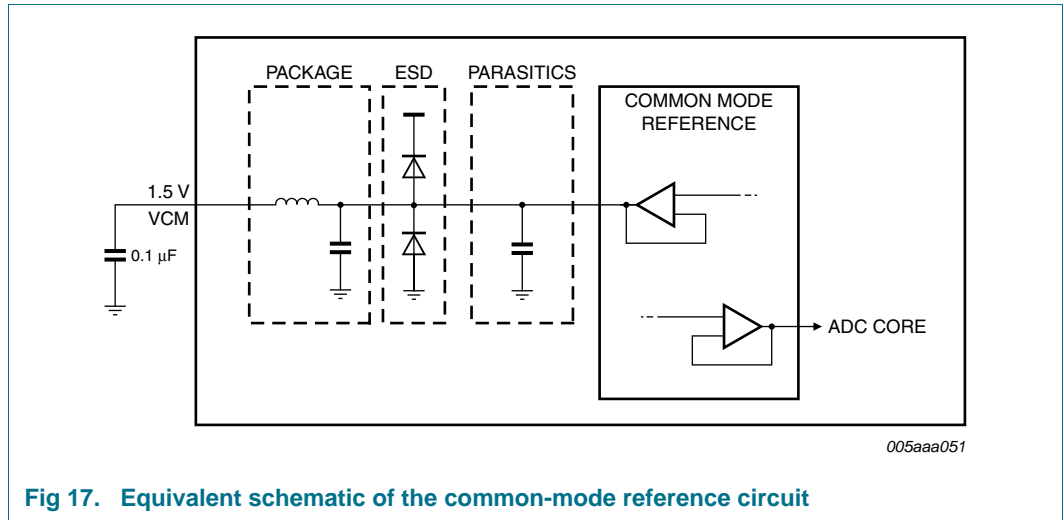 PACKAGE ESD PARASITICS
COMMON MODE
REFERENCE
1.5 V
VCM
0.1 μF
ADC CORE
005aaa051
Fig 17. Equivalent schematic of the common-mode reference circuit